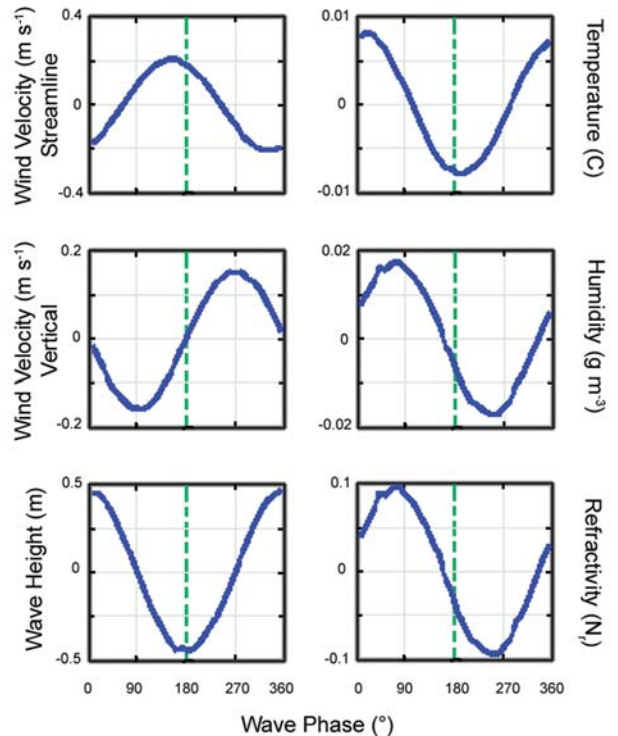 Wind Velocity (m s-¹)
Streamline
0.4
0
-0.4
0.01
0
-0.01
Temperature (C)
Wind Velocity (m s-¹)
Vertical
0.2
0
-0.2
0.02
0
-0.02
Humidity (g m-³)
Wave Height (m)
0.5
0
-0.5
0 90 180 270 360
0.1
0
-0.1
0 90 180 270 360
Refractivity (Nr)
Wave Phase (°)